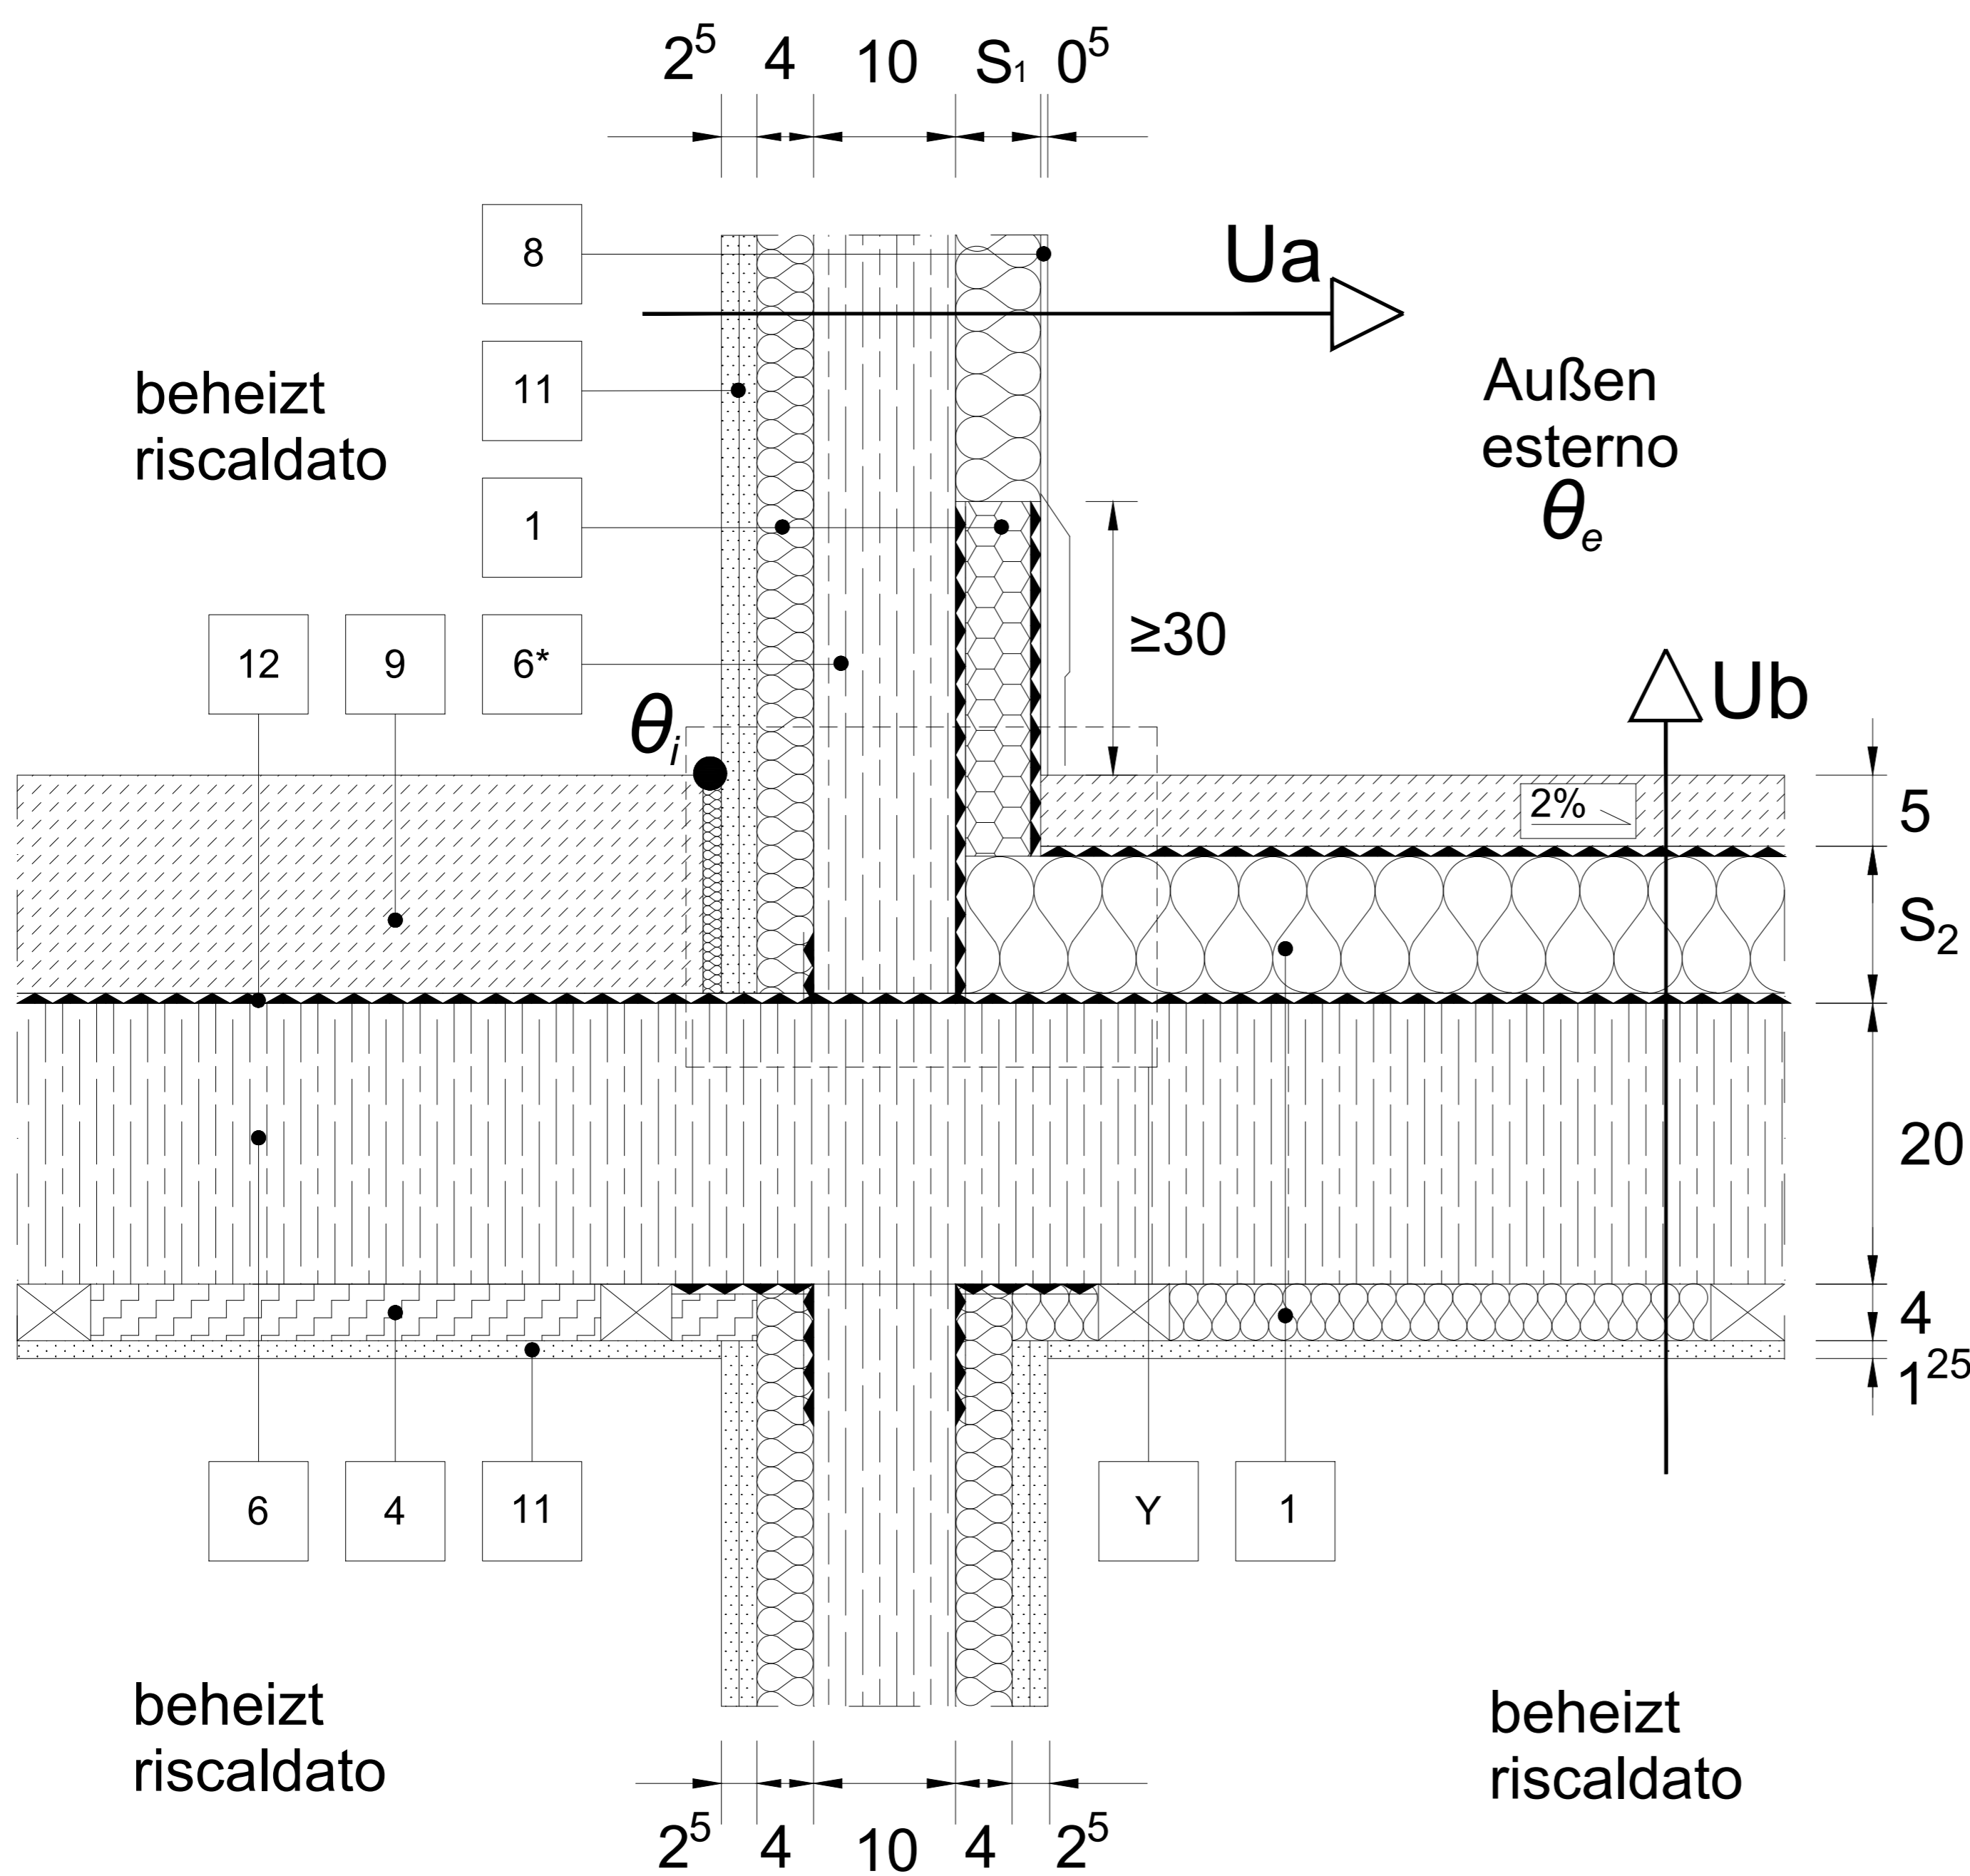 2⁵ 4 10 S₁ 0⁵
8
Ua
11
beheizt
riscaldato
Außen
esterno
θₑ
1
12 9 6*
≥30
Ub
θᵢ
2%
5
S₂
20
4
1²⁵
6 4 11 Y 1
beheizt
riscaldato
beheizt
riscaldato
2⁵ 4 10 4 2⁵